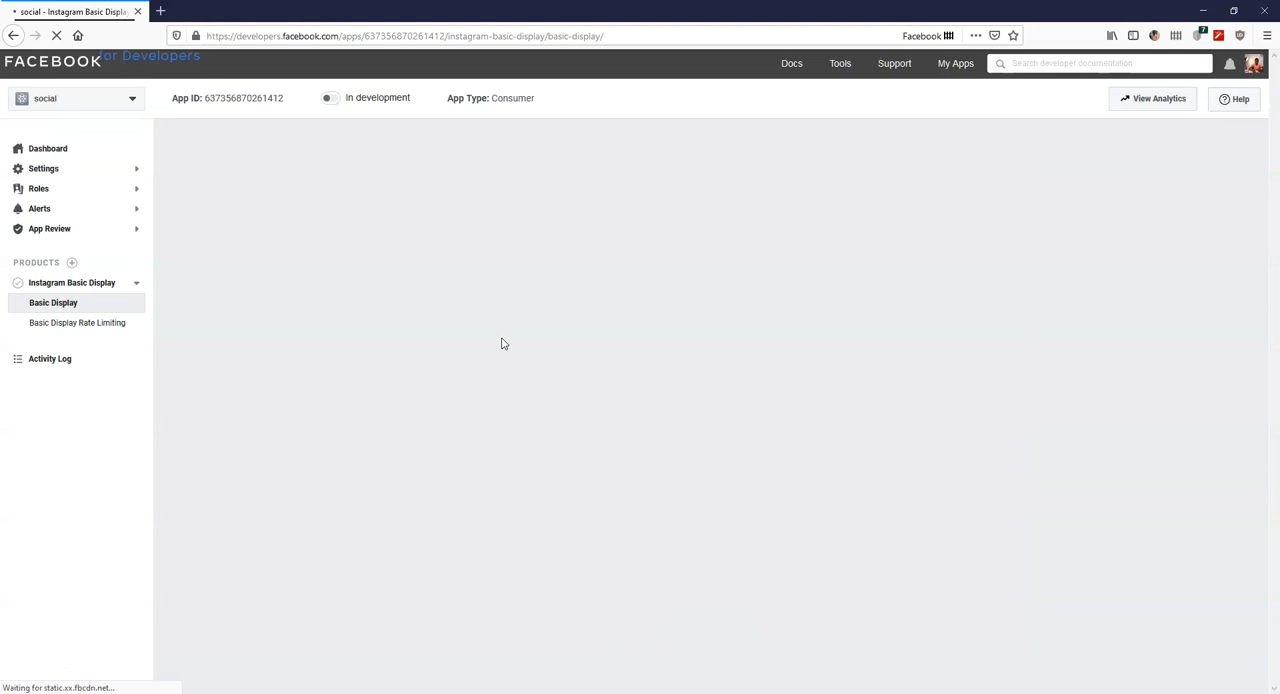 social - Instagram Basic Display
https://developers.facebook.com/apps/637356870261412/instagram-basic-display/basic-display/
Facebook
7
FACEBOOK for Developers
Docs Tools Support My Apps Search developer documentation
social
App ID: 637356870261412 In development App Type: Consumer View Analytics Help
Dashboard
Settings
Roles
Alerts
App Review
PRODUCTS
Instagram Basic Display
Basic Display
Basic Display Rate Limiting
Activity Log
Waiting for static.xx.fbcdn.net...